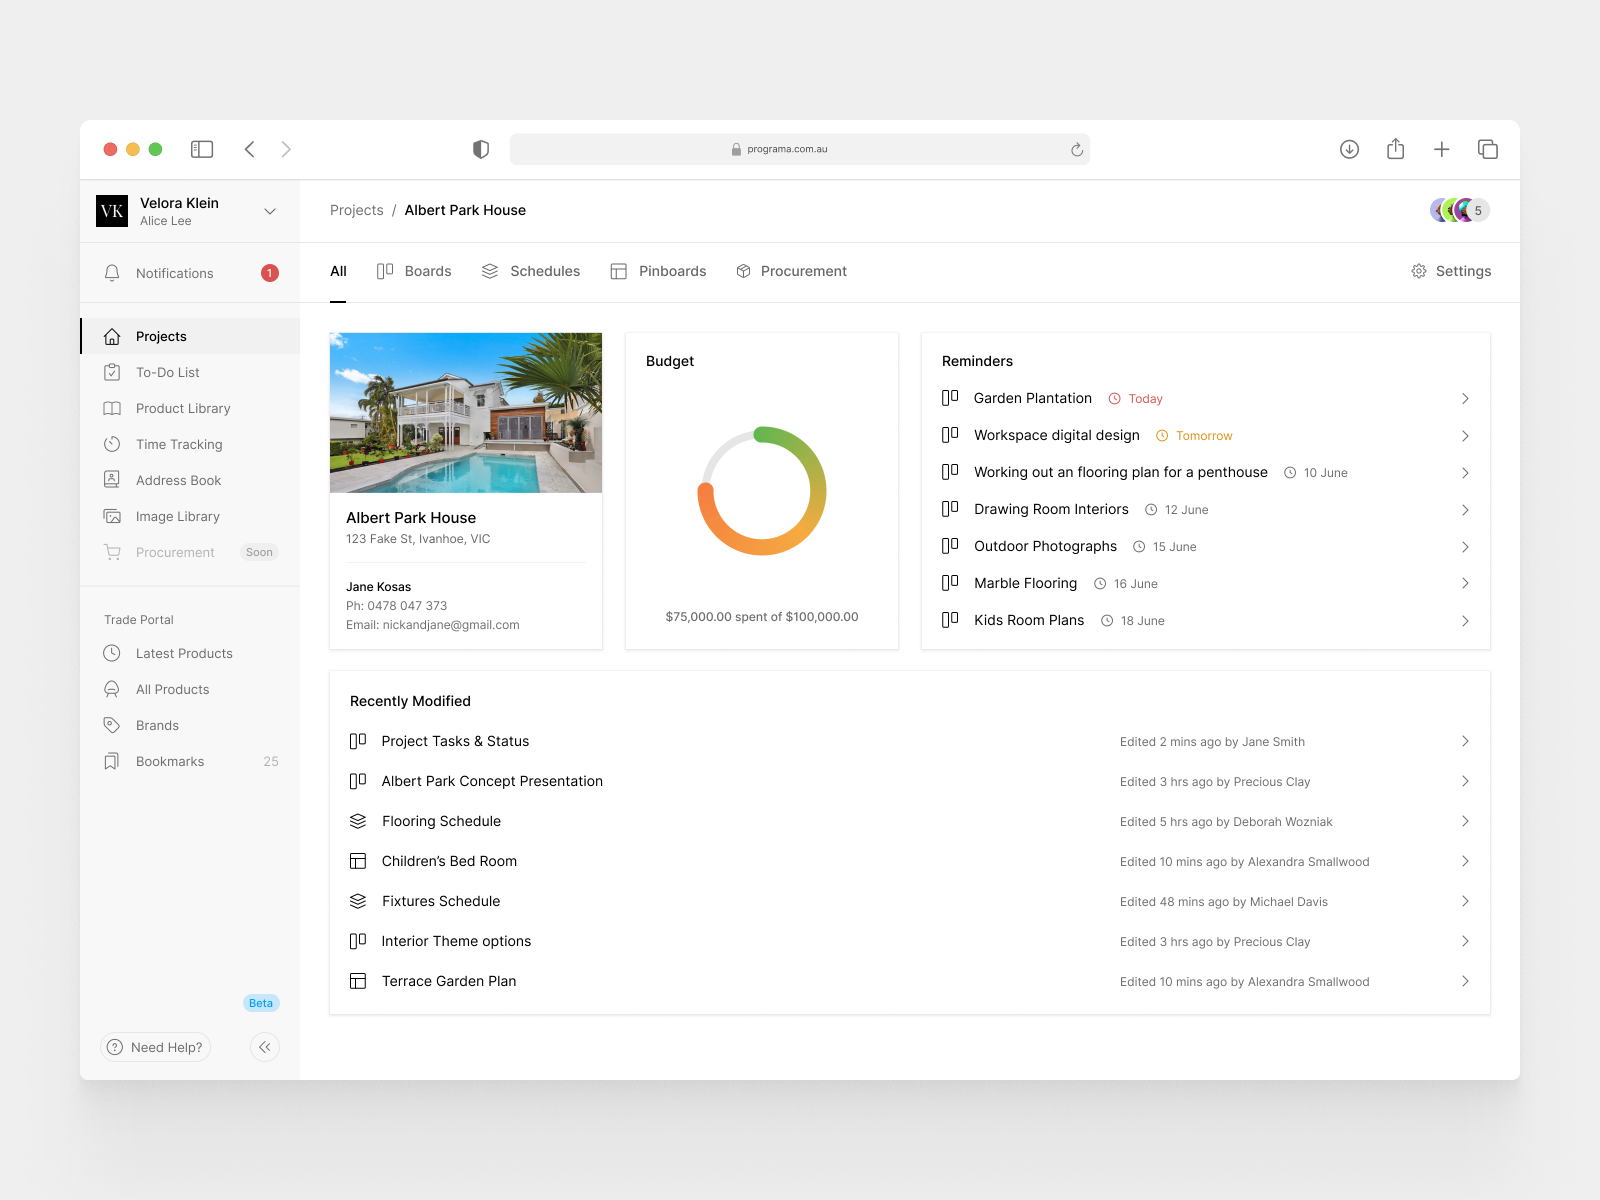 programa.com.au
VK
Velora Klein
Alice Lee
Projects / Albert Park House
5
Notifications
1
All
Boards
Schedules
Pinboards
Procurement
Settings
Projects
To-Do List
Product Library
Time Tracking
Address Book
Image Library
Procurement
Soon
Trade Portal
Latest Products
All Products
Brands
Bookmarks
25
Beta
Need Help?
Albert Park House
123 Fake St, Ivanhoe, VIC
Jane Kosas
Ph: 0478 047 373
Email: nickandjane@gmail.com
Budget
$75,000.00 spent of $100,000.00
Reminders
Garden Plantation Today
Workspace digital design Tomorrow
Working out an flooring plan for a penthouse 10 June
Drawing Room Interiors 12 June
Outdoor Photographs 15 June
Marble Flooring 16 June
Kids Room Plans 18 June
Recently Modified
Project Tasks & Status Edited 2 mins ago by Jane Smith
Albert Park Concept Presentation Edited 3 hrs ago by Precious Clay
Flooring Schedule Edited 5 hrs ago by Deborah Wozniak
Children’s Bed Room Edited 10 mins ago by Alexandra Smallwood
Fixtures Schedule Edited 48 mins ago by Michael Davis
Interior Theme options Edited 3 hrs ago by Precious Clay
Terrace Garden Plan Edited 10 mins ago by Alexandra Smallwood